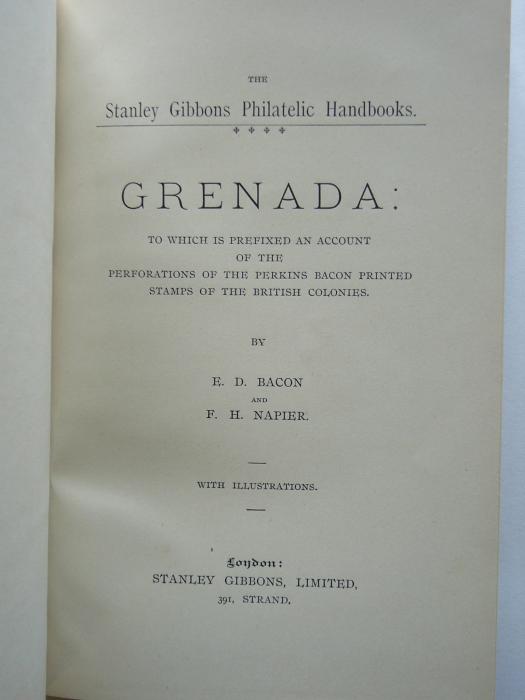 THE
Stanley Gibbons Philatelic Handbooks.
GRENADA:
TO WHICH IS PREFIXED AN ACCOUNT
OF THE
PERFORATIONS OF THE PERKINS BACON PRINTED
STAMPS OF THE BRITISH COLONIES.
BY
E. D. BACON
AND
F. H. NAPIER.
WITH ILLUSTRATIONS.
London:
STANLEY GIBBONS, LIMITED,
391, STRAND.